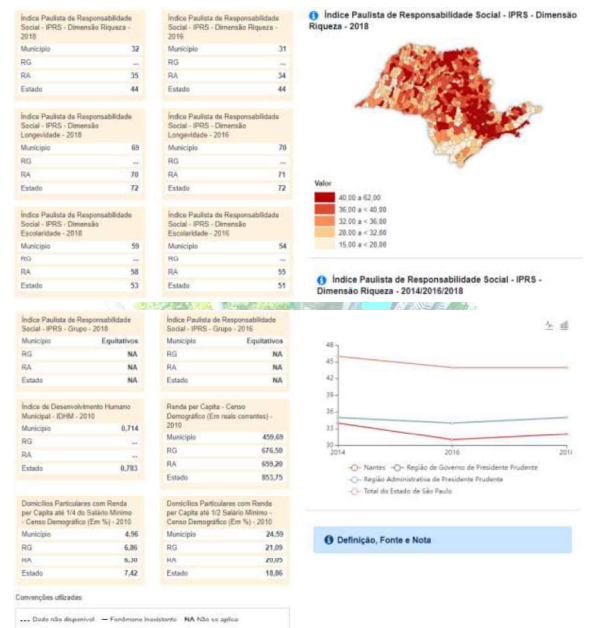 Índice Paulista de Responsabilidade
Social - IPRS - Dimensão Riqueza -
2018
Município 32
RG ...
RA 35
Estado 44
Índice Paulista de Responsabilidade
Social - IPRS - Dimensão Riqueza -
2016
Município 31
RG ...
RA 34
Estado 44
Índice Paulista de Responsabilidade
Social - IPRS - Dimensão
Longevidade - 2018
Município 69
RG ...
RA 70
Estado 72
Índice Paulista de Responsabilidade
Social - IPRS - Dimensão
Longevidade - 2016
Município 70
RG ...
RA 71
Estado 72
Índice Paulista de Responsabilidade
Social - IPRS - Dimensão
Escolaridade - 2018
Município 59
RG ...
RA 58
Estado 53
Índice Paulista de Responsabilidade
Social - IPRS - Dimensão
Escolaridade - 2016
Município 54
RG ...
RA 55
Estado 51
Índice Paulista de Responsabilidade
Social - IPRS - Grupo - 2018
Município Equitativos
RG NA
RA NA
Estado NA
Índice Paulista de Responsabilidade
Social - IPRS - Grupo - 2016
Município Equitativos
RG NA
RA NA
Estado NA
Índice de Desenvolvimento Humano
Municipal - IDHM - 2010
Município 0,714
RG ...
RA ...
Estado 0,783
Renda per Capita - Censo
Demográfico (Em reais correntes) -
2010
Município 459,69
RG 676,50
RA 659,20
Estado 853,75
Domicílios Particulares com Renda
per Capita até 1/4 do Salário Mínimo
- Censo Demográfico (Em %) - 2010
Município 4,96
RG 6,86
RA 6,30
Estado 7,42
Domicílios Particulares com Renda
per Capita até 1/2 Salário Mínimo -
Censo Demográfico (Em %) - 2010
Município 24,59
RG 21,09
RA 20,05
Estado 18,86
Convenções utilizadas:
... Dado não disponível — Fenômeno Inexistente NA Não se aplica
Índice Paulista de Responsabilidade Social - IPRS - Dimensão
Riqueza - 2018
Valor
40,00 a 62,00
36,00 a < 40,00
32,00 a < 36,00
28,00 a < 32,00
15,00 a < 28,00
Índice Paulista de Responsabilidade Social - IPRS -
Dimensão Riqueza - 2014/2016/2018
48
45
42
39
36
33
30
2014 2016 201
Nantes Região de Governo de Presidente Prudente
Região Administrativa de Presidente Prudente
Total do Estado de São Paulo
Definição, Fonte e Nota